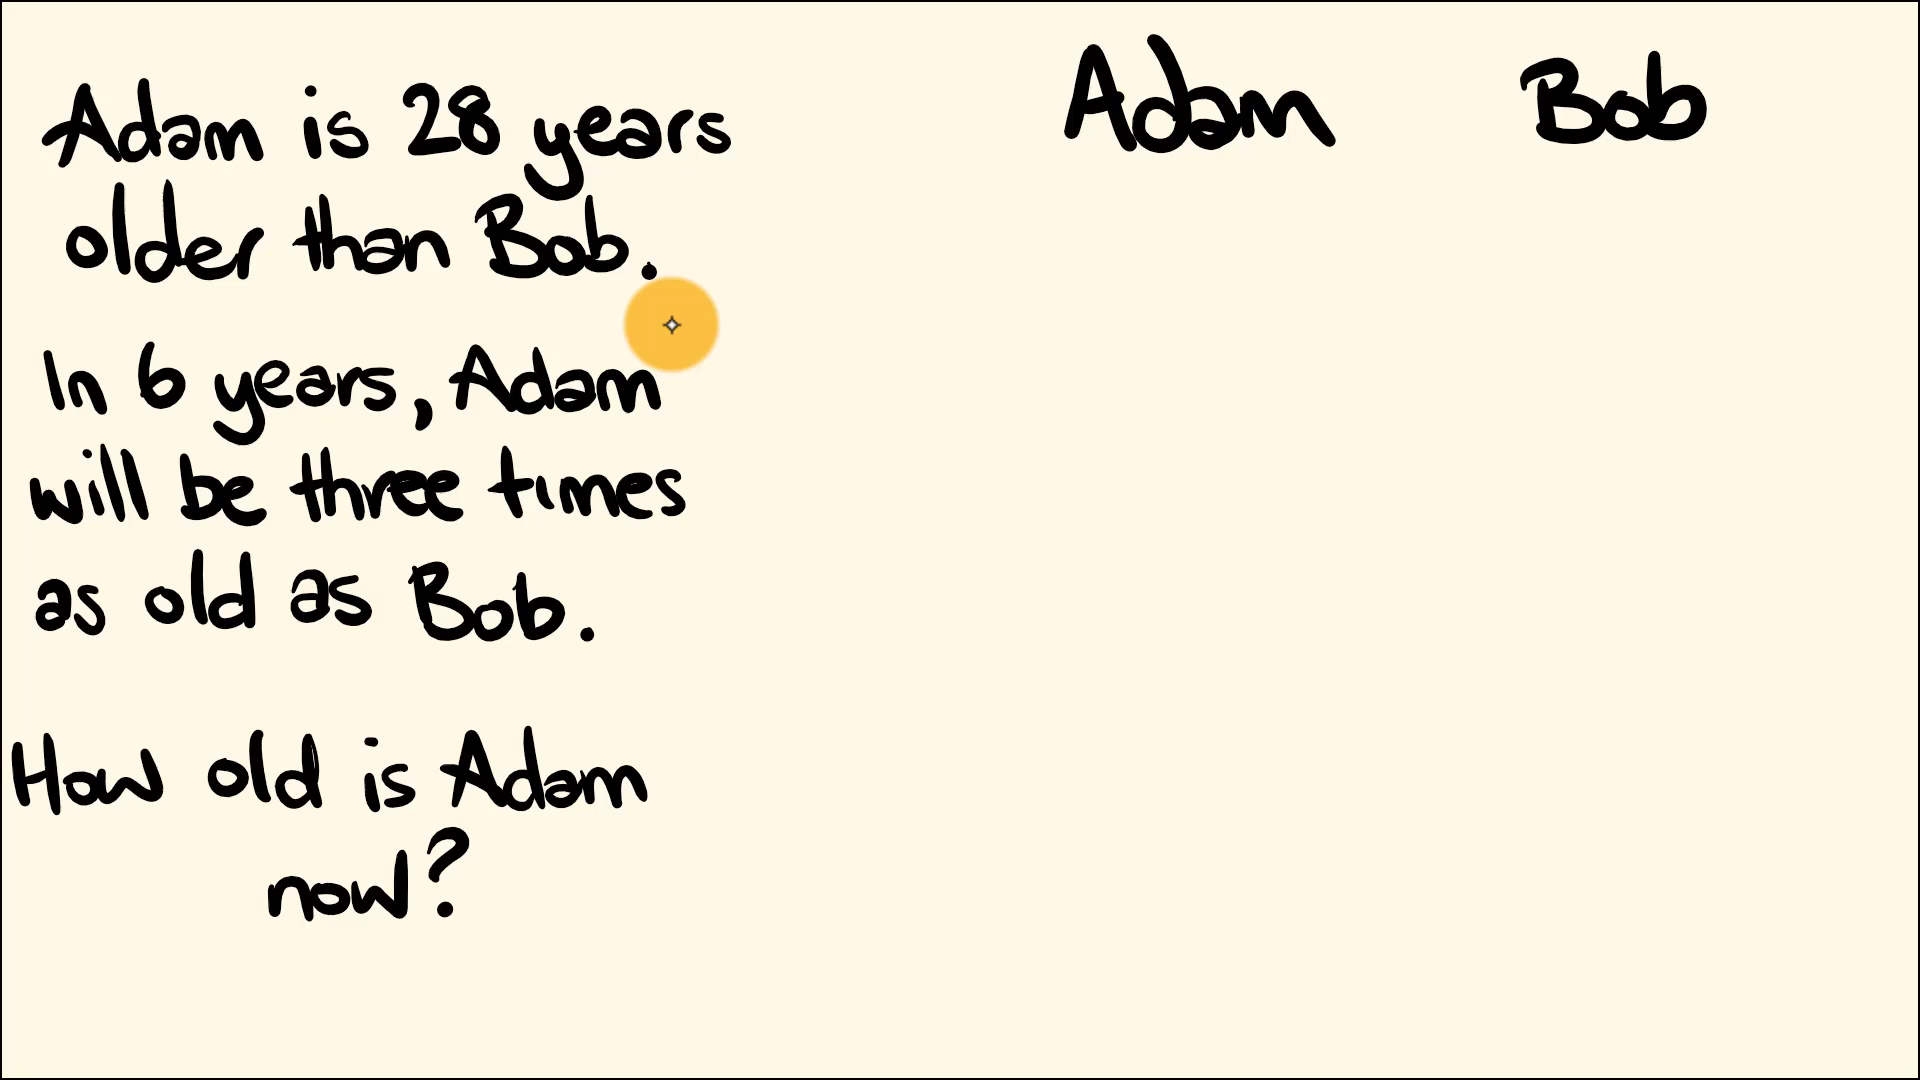 Adam is 28 years
older than Bob.
In 6 years, Adam
will be three times
as old as Bob.
How old is Adam
now?
Adam Bob